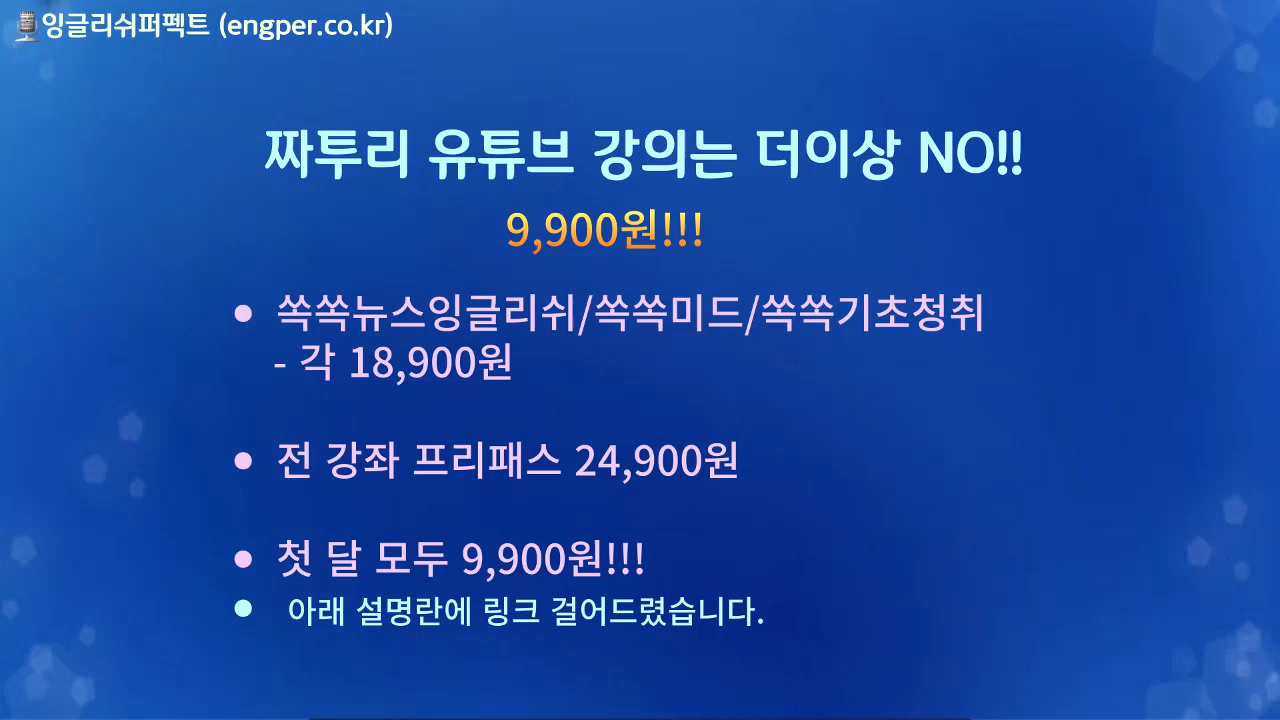 잉글리쉬퍼펙트 (engper.co.kr)
짜투리 유튜브 강의는 더이상 NO!!
9,900원!!!
● 쏙쏙뉴스잉글리쉬/쏙쏙미드/쏙쏙기초청취
- 각 18,900원
● 전 강좌 프리패스 24,900원
● 첫 달 모두 9,900원!!!
● 아래 설명란에 링크 걸어드렸습니다.